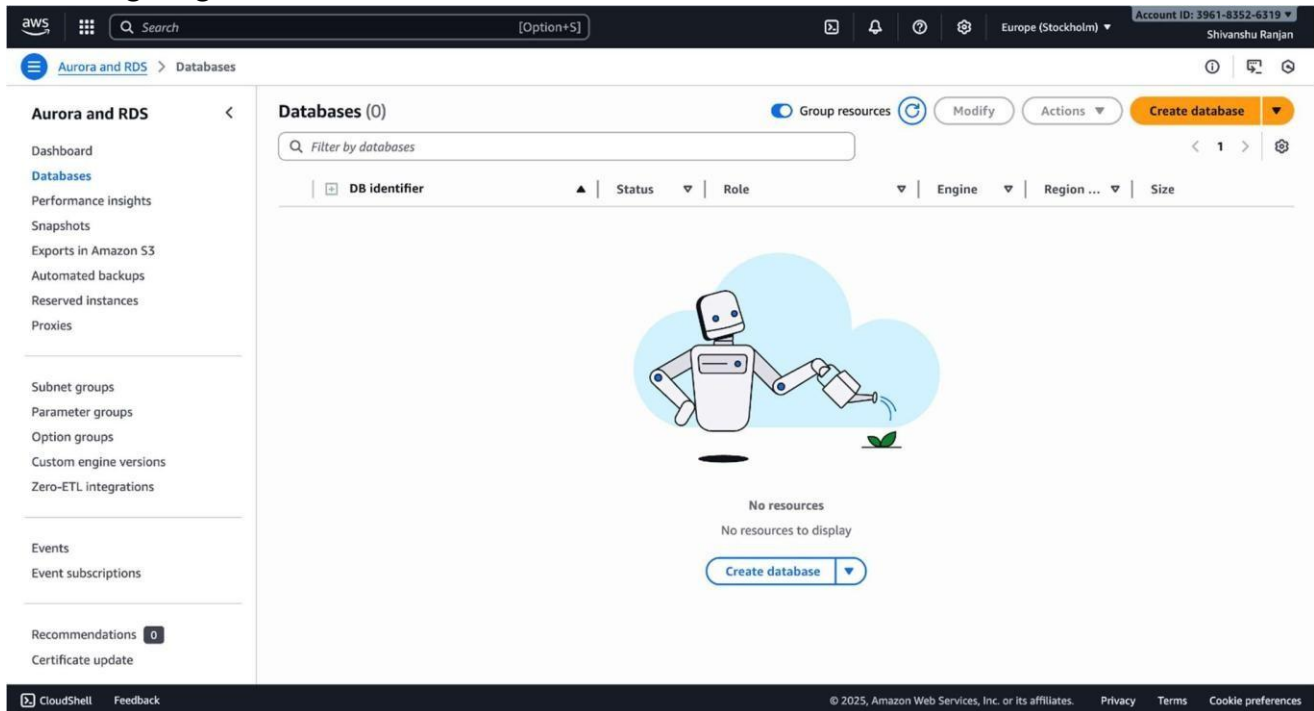 aws
Search
[Option+S]
Europe (Stockholm)
Account ID: 3961-8352-6319
Shivanshu Ranjan
Aurora and RDS > Databases
Aurora and RDS
Dashboard
Databases
Performance insights
Snapshots
Exports in Amazon S3
Automated backups
Reserved instances
Proxies
Subnet groups
Parameter groups
Option groups
Custom engine versions
Zero-ETL integrations
Events
Event subscriptions
Recommendations 0
Certificate update
Databases (0)
Group resources
Modify
Actions
Create database
Filter by databases
1
DB identifier
Status
Role
Engine
Region ...
Size
No resources
No resources to display
Create database
CloudShell
Feedback
© 2025, Amazon Web Services, Inc. or its affiliates.
Privacy
Terms
Cookie preferences